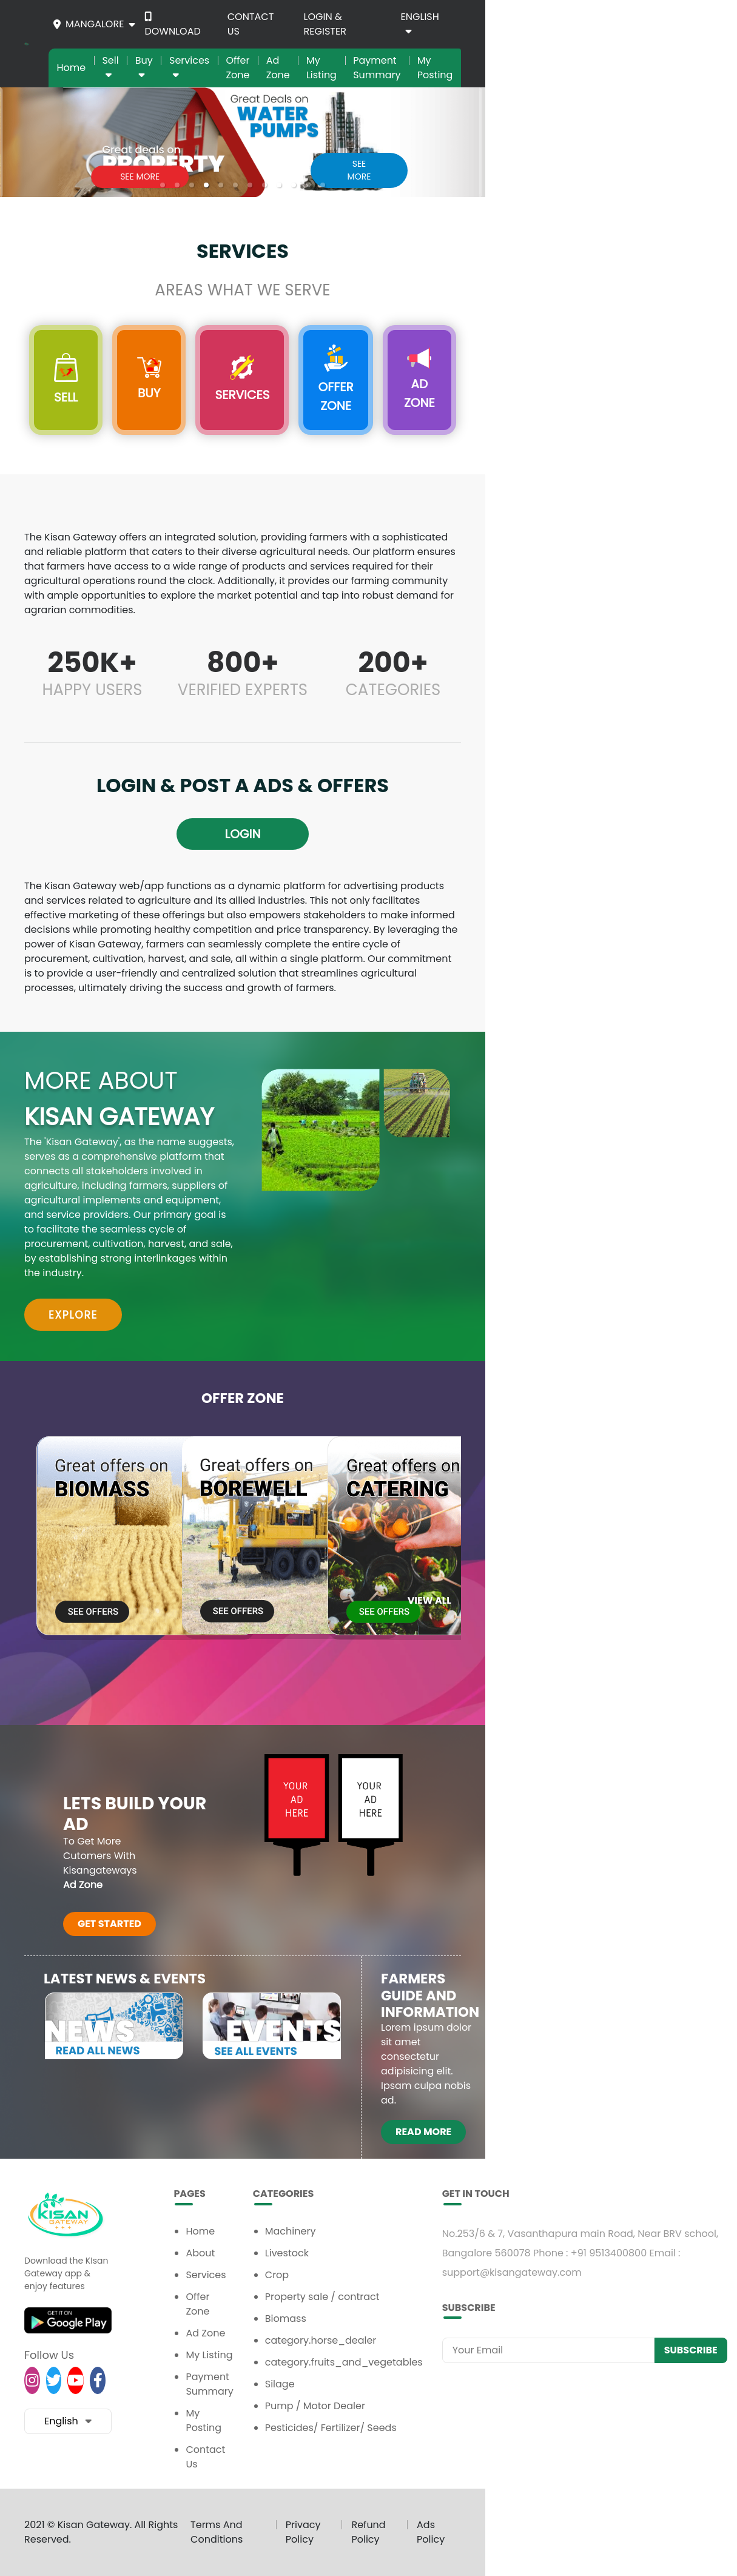 MANGALORE
DOWNLOAD
CONTACT
US
LOGIN &
REGISTER
ENGLISH
Home
Sell
Buy
Services
Offer
Zone
Ad
Zone
My
Listing
Payment
Summary
My
Posting
Great deals on
PROPERTY
SEE MORE
Great Deals on
WATER
PUMPS
SEE
MORE
SERVICES
AREAS WHAT WE SERVE
SELL
BUY
SERVICES
OFFER
ZONE
AD
ZONE
The Kisan Gateway offers an integrated solution, providing farmers with a sophisticated
and reliable platform that caters to their diverse agricultural needs. Our platform ensures
that farmers have access to a wide range of products and services required for their
agricultural operations round the clock. Additionally, it provides our farming community
with ample opportunities to explore the market potential and tap into robust demand for
agrarian commodities.
250K+
HAPPY USERS
800+
VERIFIED EXPERTS
200+
CATEGORIES
LOGIN & POST A ADS & OFFERS
LOGIN
The Kisan Gateway web/app functions as a dynamic platform for advertising products
and services related to agriculture and its allied industries. This not only facilitates
effective marketing of these offerings but also empowers stakeholders to make informed
decisions while promoting healthy competition and price transparency. By leveraging the
power of Kisan Gateway, farmers can seamlessly complete the entire cycle of
procurement, cultivation, harvest, and sale, all within a single platform. Our commitment
is to provide a user-friendly and centralized solution that streamlines agricultural
processes, ultimately driving the success and growth of farmers.
MORE ABOUT
KISAN GATEWAY
The 'Kisan Gateway', as the name suggests,
serves as a comprehensive platform that
connects all stakeholders involved in
agriculture, including farmers, suppliers of
agricultural implements and equipment,
and service providers. Our primary goal is
to facilitate the seamless cycle of
procurement, cultivation, harvest, and sale,
by establishing strong interlinkages within
the industry.
EXPLORE
OFFER ZONE
Great offers on
BIOMASS
SEE OFFERS
Great offers on
BOREWELL
SEE OFFERS
Great offers on
CATERING
VIEW ALL
SEE OFFERS
LETS BUILD YOUR
AD
To Get More
Cutomers With
Kisangateways
Ad Zone
GET STARTED
YOUR
AD
HERE
YOUR
AD
HERE
LATEST NEWS & EVENTS
NEWS
READ ALL NEWS
EVENTS
SEE ALL EVENTS
FARMERS
GUIDE AND
INFORMATION
Lorem ipsum dolor
sit amet
consectetur
adipisicing elit.
Ipsam culpa nobis
ad.
READ MORE
KISAN
GATEWAY
Download the KIsan
Gateway app &
enjoy features
GET IT ON
Google Play
Follow Us
English
PAGES
Home
About
Services
Offer
Zone
Ad Zone
My Listing
Payment
Summary
My
Posting
Contact
Us
CATEGORIES
Machinery
Livestock
Crop
Property sale / contract
Biomass
category.horse_dealer
category.fruits_and_vegetables
Silage
Pump / Motor Dealer
Pesticides/ Fertilizer/ Seeds
GET IN TOUCH
No.253/6 & 7, Vasanthapura main Road, Near BRV school,
Bangalore 560078 Phone : +91 9513400800 Email :
support@kisangateway.com
SUBSCRIBE
Your Email
SUBSCRIBE
2021 © Kisan Gateway. All Rights
Reserved.
Terms And
Conditions
Privacy
Policy
Refund
Policy
Ads
Policy